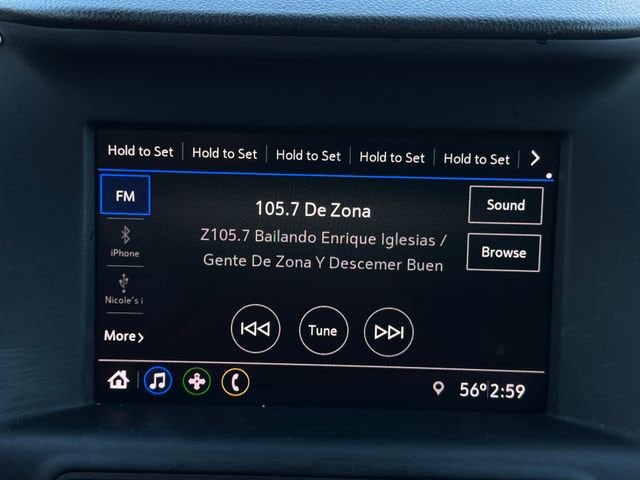 Hold to Set Hold to Set Hold to Set Hold to Set Hold to Set
FM
105.7 De Zona
Sound
iPhone
Z105.7 Bailando Enrique Iglesias /
Gente De Zona Y Descemer Buen
Browse
Nicole's i
More
Tune
56° 2:59